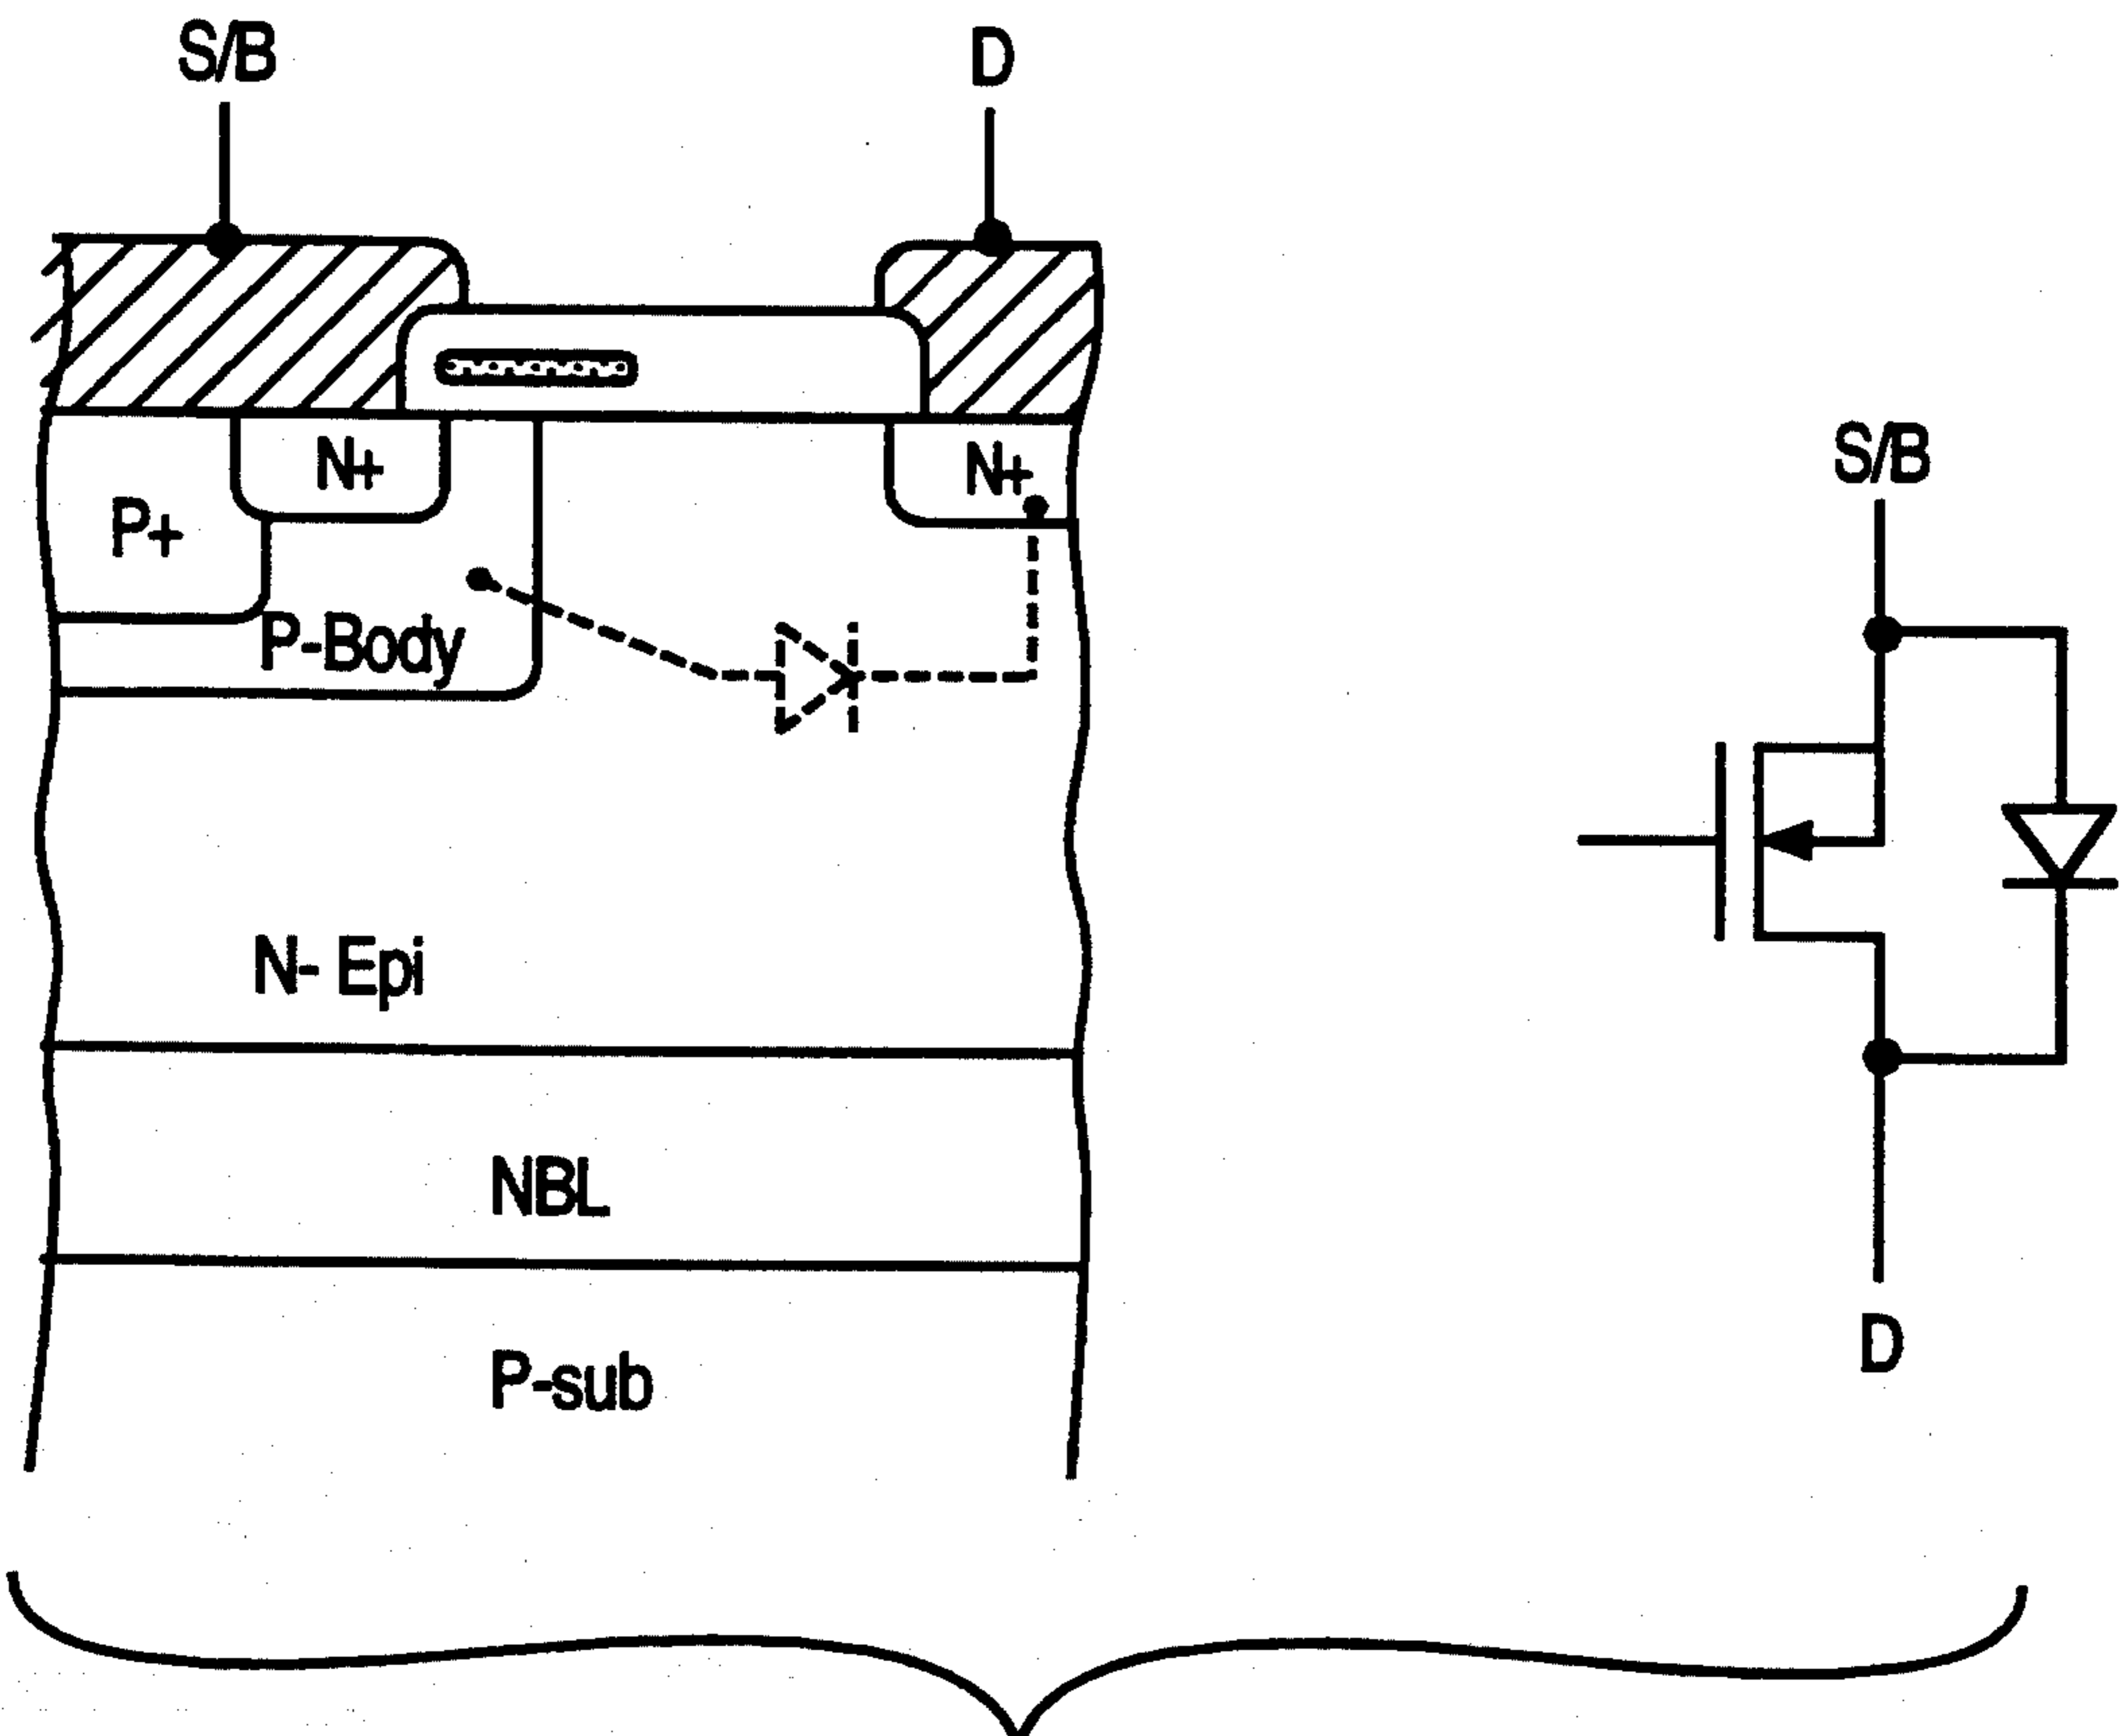 S/B
D
N+
N+
P+
P-Body
N- Epi
NBL
P-sub
S/B
D